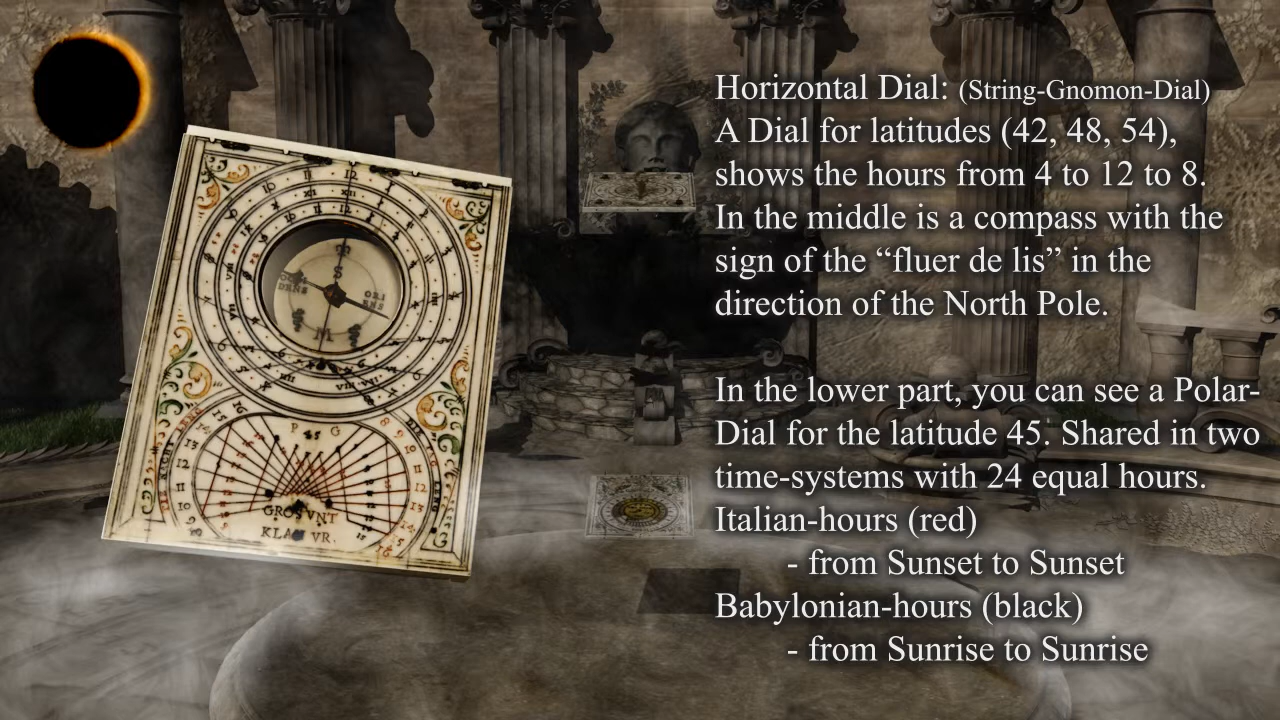 Horizontal Dial: (String-Gnomon-Dial)
A Dial for latitudes (42, 48, 54),
shows the hours from 4 to 12 to 8.
In the middle is a compass with the
sign of the “fluer de lis” in the
direction of the North Pole.
In the lower part, you can see a Polar-
Dial for the latitude 45. Shared in two
time-systems with 24 equal hours.
Italian-hours (red)
- from Sunset to Sunset
Babylonian-hours (black)
- from Sunrise to Sunrise
S
ORI
ENS
DENS
M
P 45 G